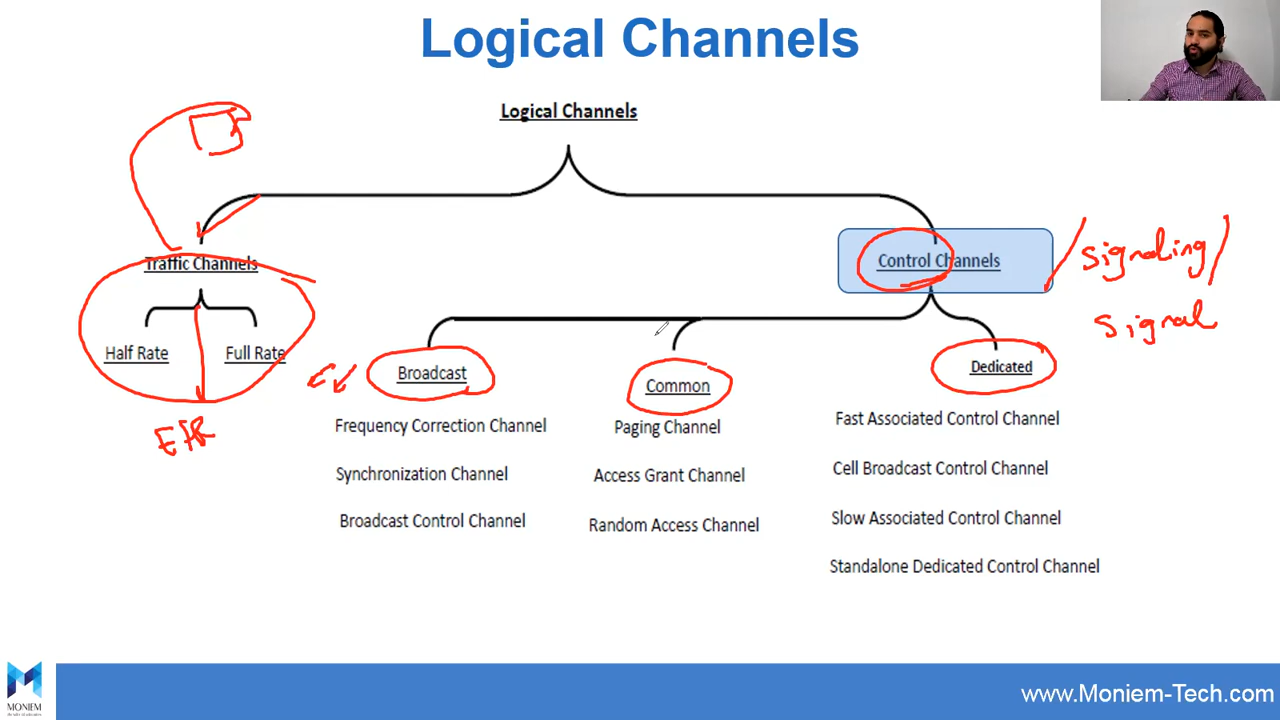 Logical Channels
Logical Channels
Traffic Channels
Half Rate
Full Rate
EFR
Control Channels
Signaling
Signal
Broadcast
Frequency Correction Channel
Synchronization Channel
Broadcast Control Channel
Common
Paging Channel
Access Grant Channel
Random Access Channel
Dedicated
Fast Associated Control Channel
Cell Broadcast Control Channel
Slow Associated Control Channel
Standalone Dedicated Control Channel
MONIEM
www.Moniem-Tech.com